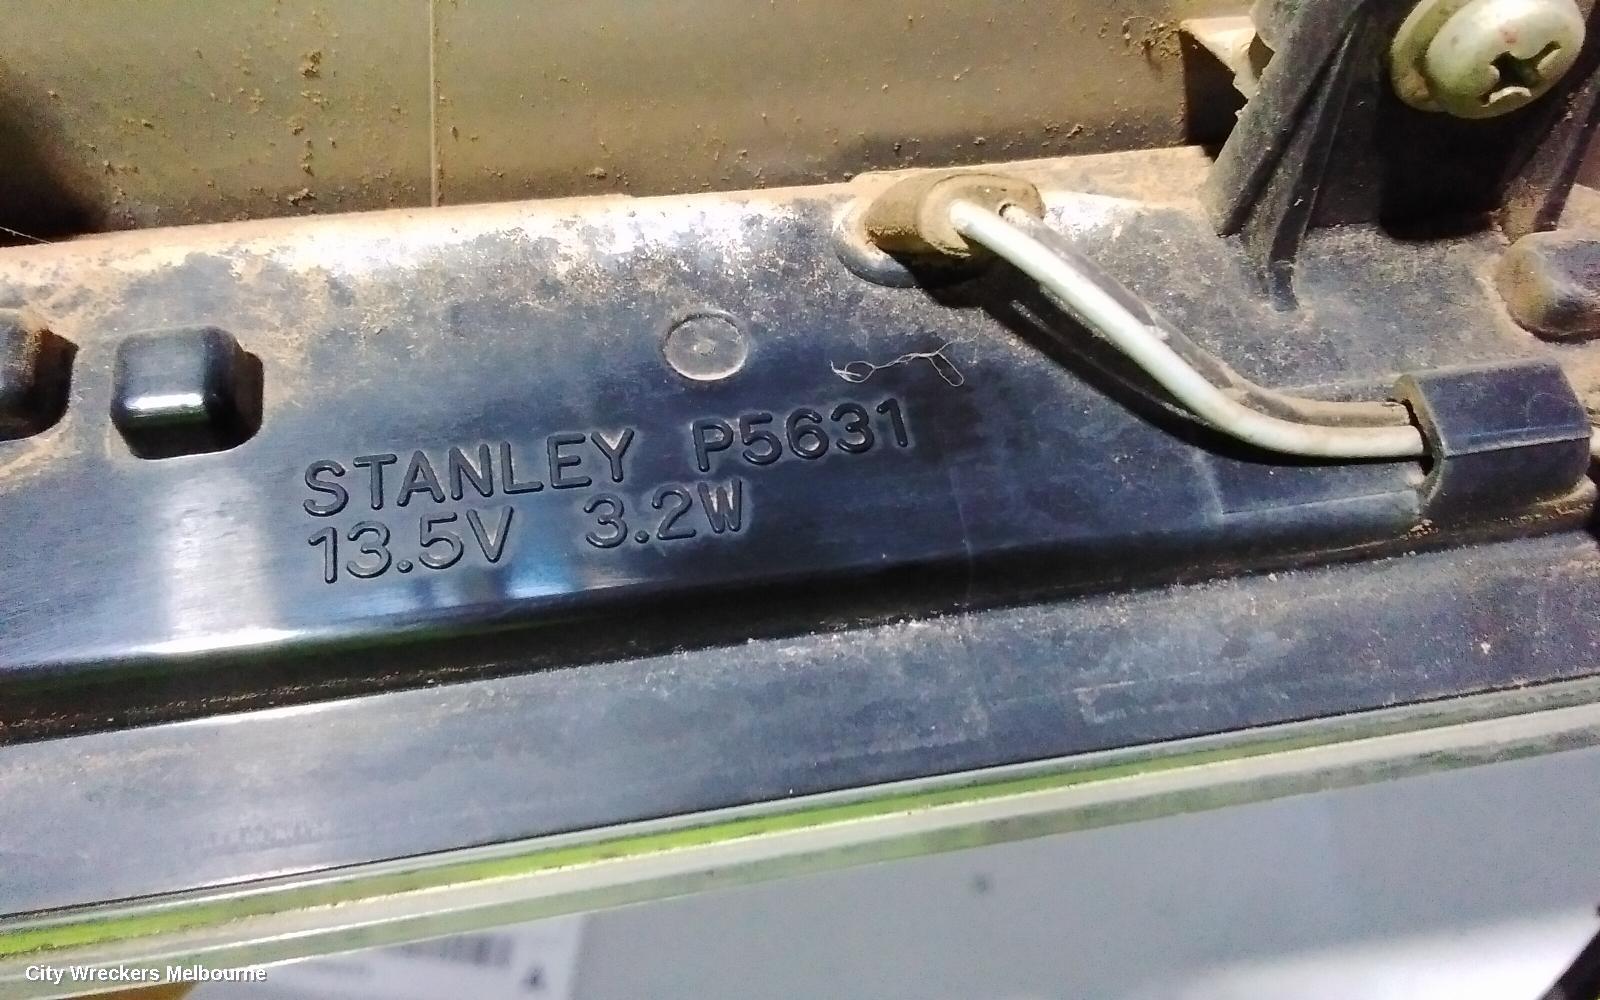 STANLEY P5631
13.5V 3.2W
City Wreckers Melbourne